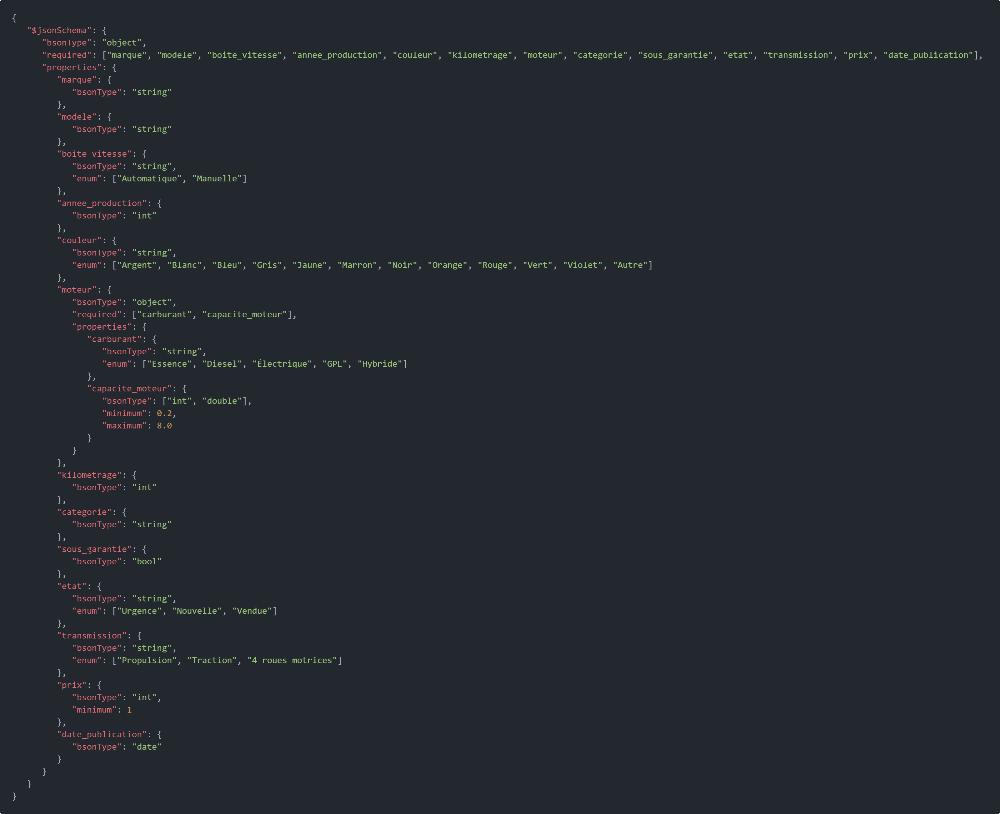 {
   "$jsonSchema": {
      "bsonType": "object",
      "required": ["marque", "modele", "boite_vitesse", "annee_production", "couleur", "kilometrage", "moteur", "categorie", "sous_garantie", "etat", "transmission", "prix", "date_publication"],
      "properties": {
         "marque": {
            "bsonType": "string"
         },
         "modele": {
            "bsonType": "string"
         },
         "boite_vitesse": {
            "bsonType": "string",
            "enum": ["Automatique", "Manuelle"]
         },
         "annee_production": {
            "bsonType": "int"
         },
         "couleur": {
            "bsonType": "string",
            "enum": ["Argent", "Blanc", "Bleu", "Gris", "Jaune", "Marron", "Noir", "Orange", "Rouge", "Vert", "Violet", "Autre"]
         },
         "moteur": {
            "bsonType": "object",
            "required": ["carburant", "capacite_moteur"],
            "properties": {
               "carburant": {
                  "bsonType": "string",
                  "enum": ["Essence", "Diesel", "Électrique", "GPL", "Hybride"]
               },
               "capacite_moteur": {
                  "bsonType": ["int", "double"],
                  "minimum": 0.2,
                  "maximum": 8.0
               }
            }
         },
         "kilometrage": {
            "bsonType": "int"
         },
         "categorie": {
            "bsonType": "string"
         },
         "sous_garantie": {
            "bsonType": "bool"
         },
         "etat": {
            "bsonType": "string",
            "enum": ["Urgence", "Nouvelle", "Vendue"]
         },
         "transmission": {
            "bsonType": "string",
            "enum": ["Propulsion", "Traction", "4 roues motrices"]
         },
         "prix": {
            "bsonType": "int",
            "minimum": 1
         },
         "date_publication": {
            "bsonType": "date"
         }
      }
   }
}